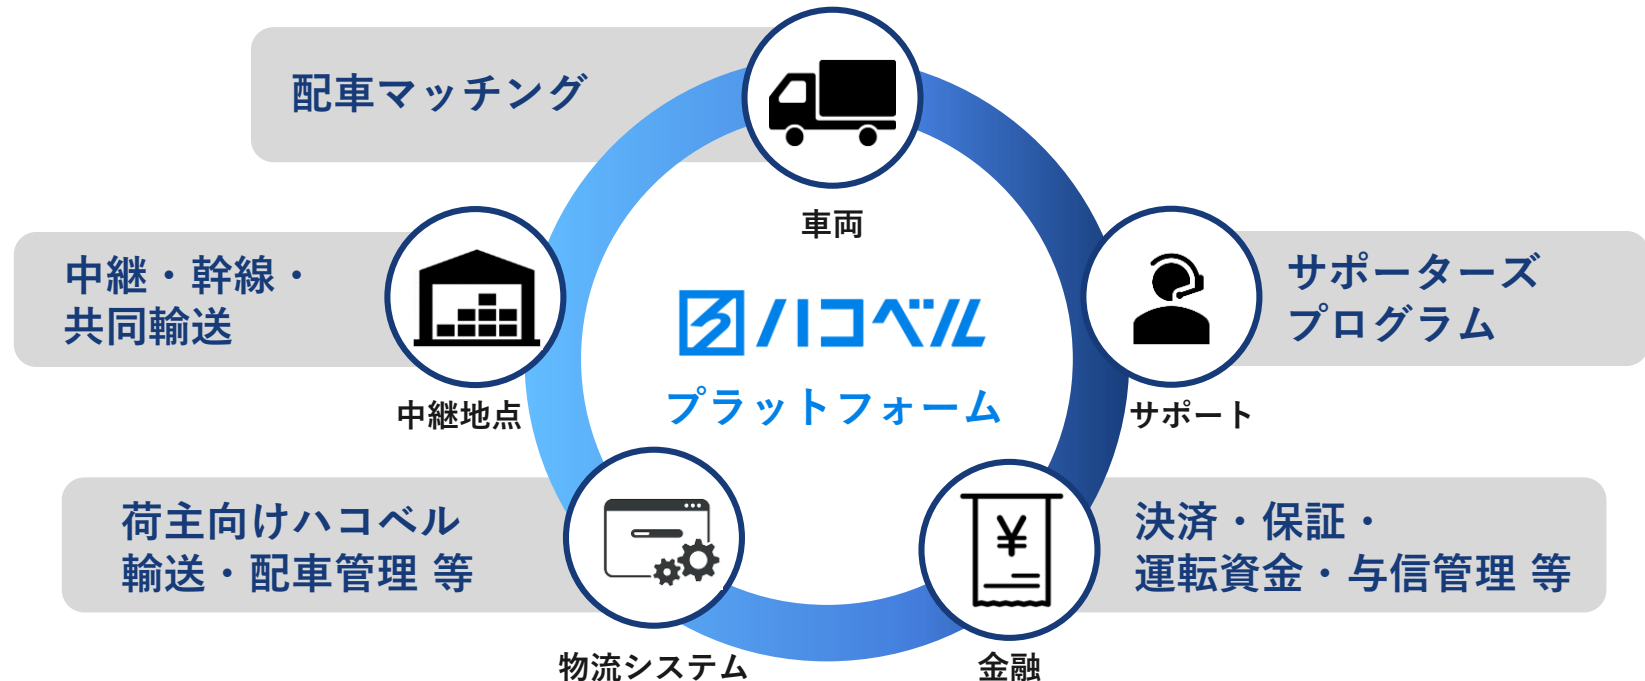 配車マッチング
車両
中継・幹線・
共同輸送
中継地点
ハコベル
プラットフォーム
サポーターズ
プログラム
サポート
荷主向けハコベル
輸送・配車管理 等
物流システム
¥
決済・保証・
運転資金・与信管理 等
金融